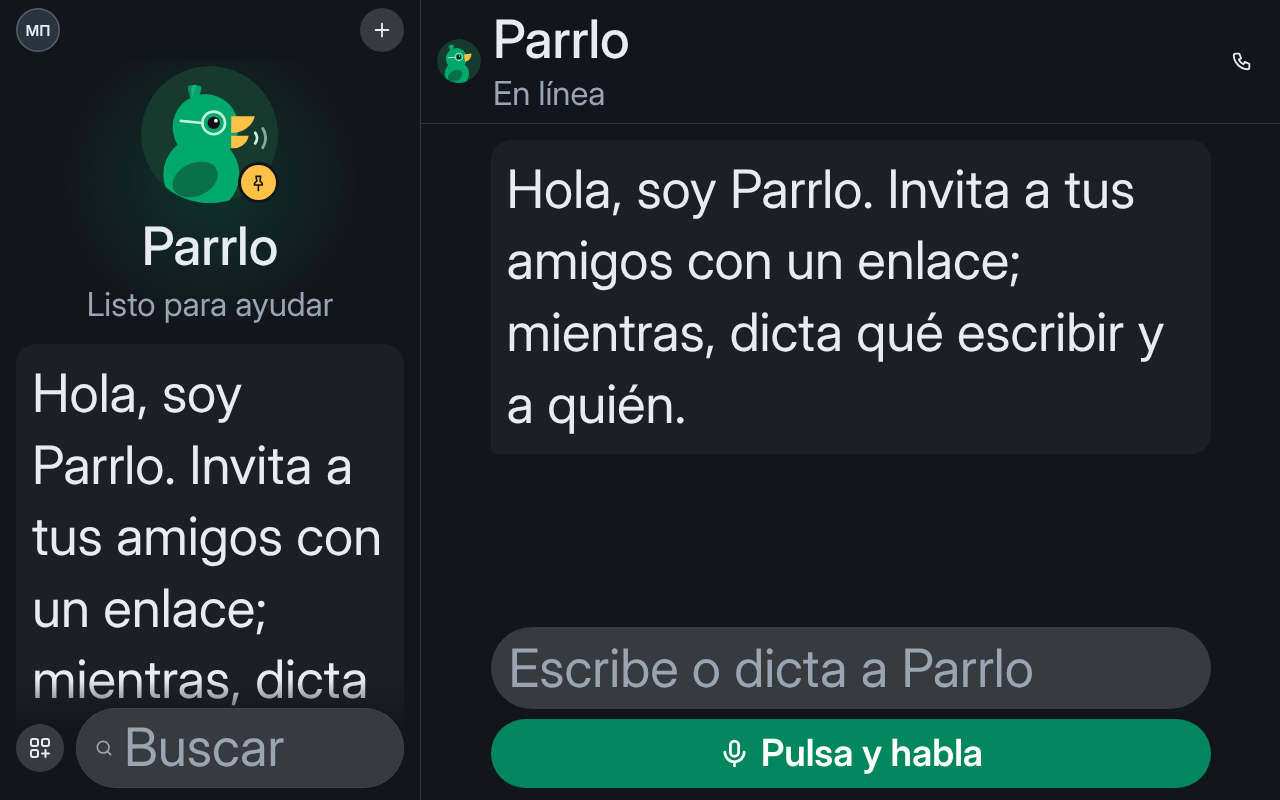 МП
Parrlo
Listo para ayudar
Hola, soy
Parrlo. Invita a
tus amigos con
un enlace;
mientras, dicta
Buscar
Parrlo
En línea
Hola, soy Parrlo. Invita a tus
amigos con un enlace;
mientras, dicta qué escribir y
a quién.
Escribe o dicta a Parrlo
Pulsa y habla